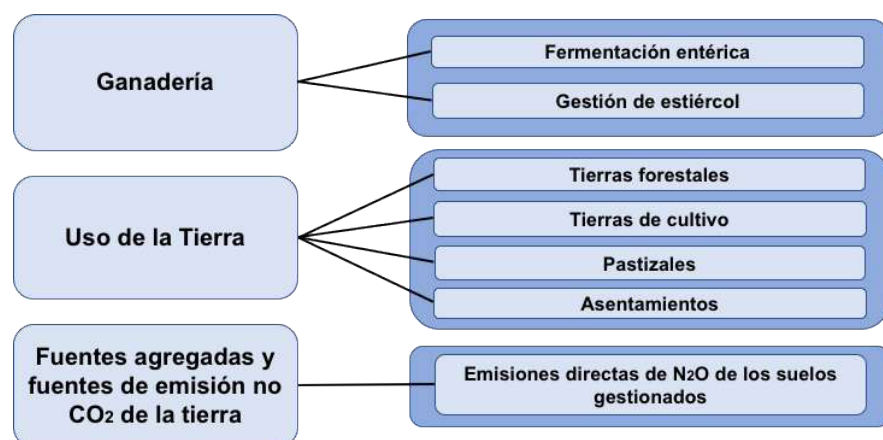 Ganadería
Fermentación entérica
Gestión de estiércol
Uso de la Tierra
Tierras forestales
Tierras de cultivo
Pastizales
Asentamientos
Fuentes agregadas y
fuentes de emisión no
CO₂ de la tierra
Emisiones directas de N₂O de los suelos
gestionados